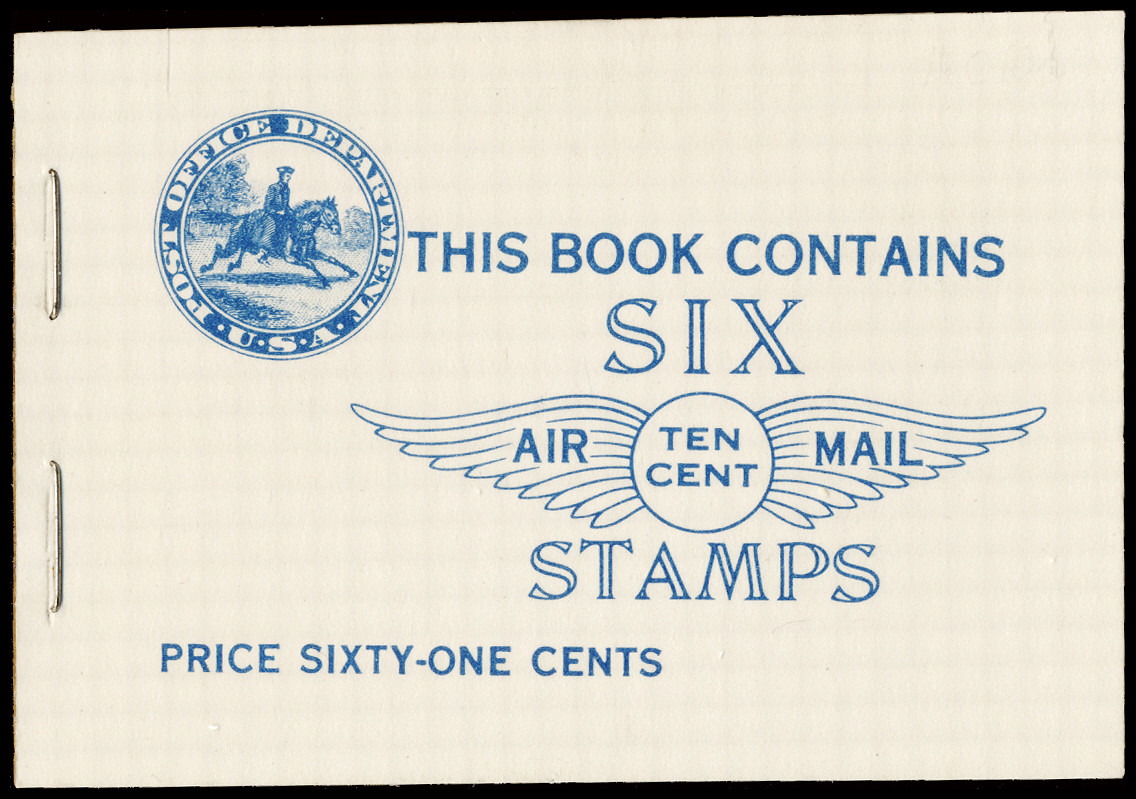 POST OFFICE DEPARTMENT
U.S.A.
THIS BOOK CONTAINS
SIX
AIR TEN CENT MAIL
STAMPS
PRICE SIXTY-ONE CENTS